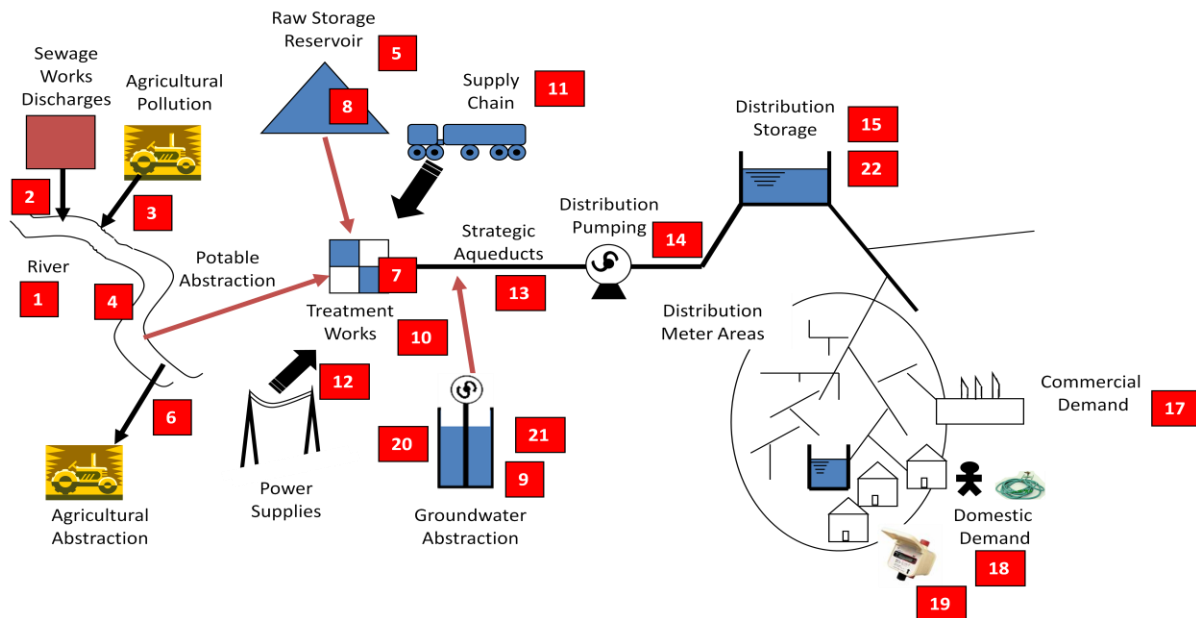 Raw Storage
Reservoir
5
Sewage
Works
Discharges
Agricultural
Pollution
8
Supply
Chain
11
Distribution
Storage
15
22
2
3
River
1
4
Potable
Abstraction
7
Treatment
Works
10
Strategic
Aqueducts
13
Distribution
Pumping
14
Distribution
Meter Areas
6
Agricultural
Abstraction
12
Power
Supplies
20
21
9
Groundwater
Abstraction
Commercial
Demand
17
Domestic
Demand
18
19